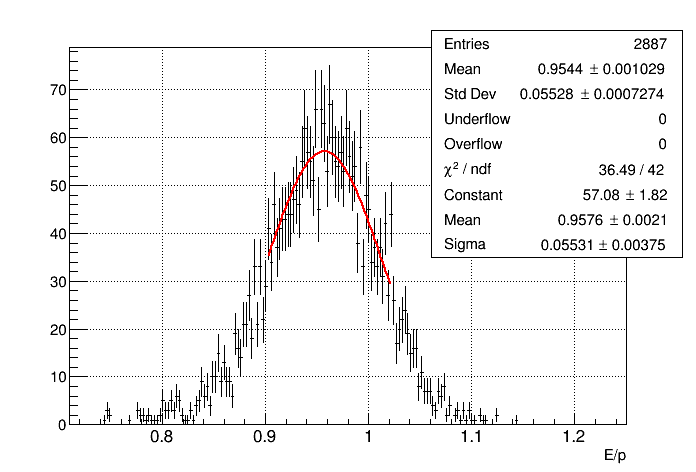 Entries 2887
Mean 0.9544 ± 0.001029
Std Dev 0.05528 ± 0.0007274
Underflow 0
Overflow 0
χ² / ndf 36.49 / 42
Constant 57.08 ± 1.82
Mean 0.9576 ± 0.0021
Sigma 0.05531 ± 0.00375
70
60
50
40
30
20
10
0
0.8 0.9 1 1.1 1.2
E/p